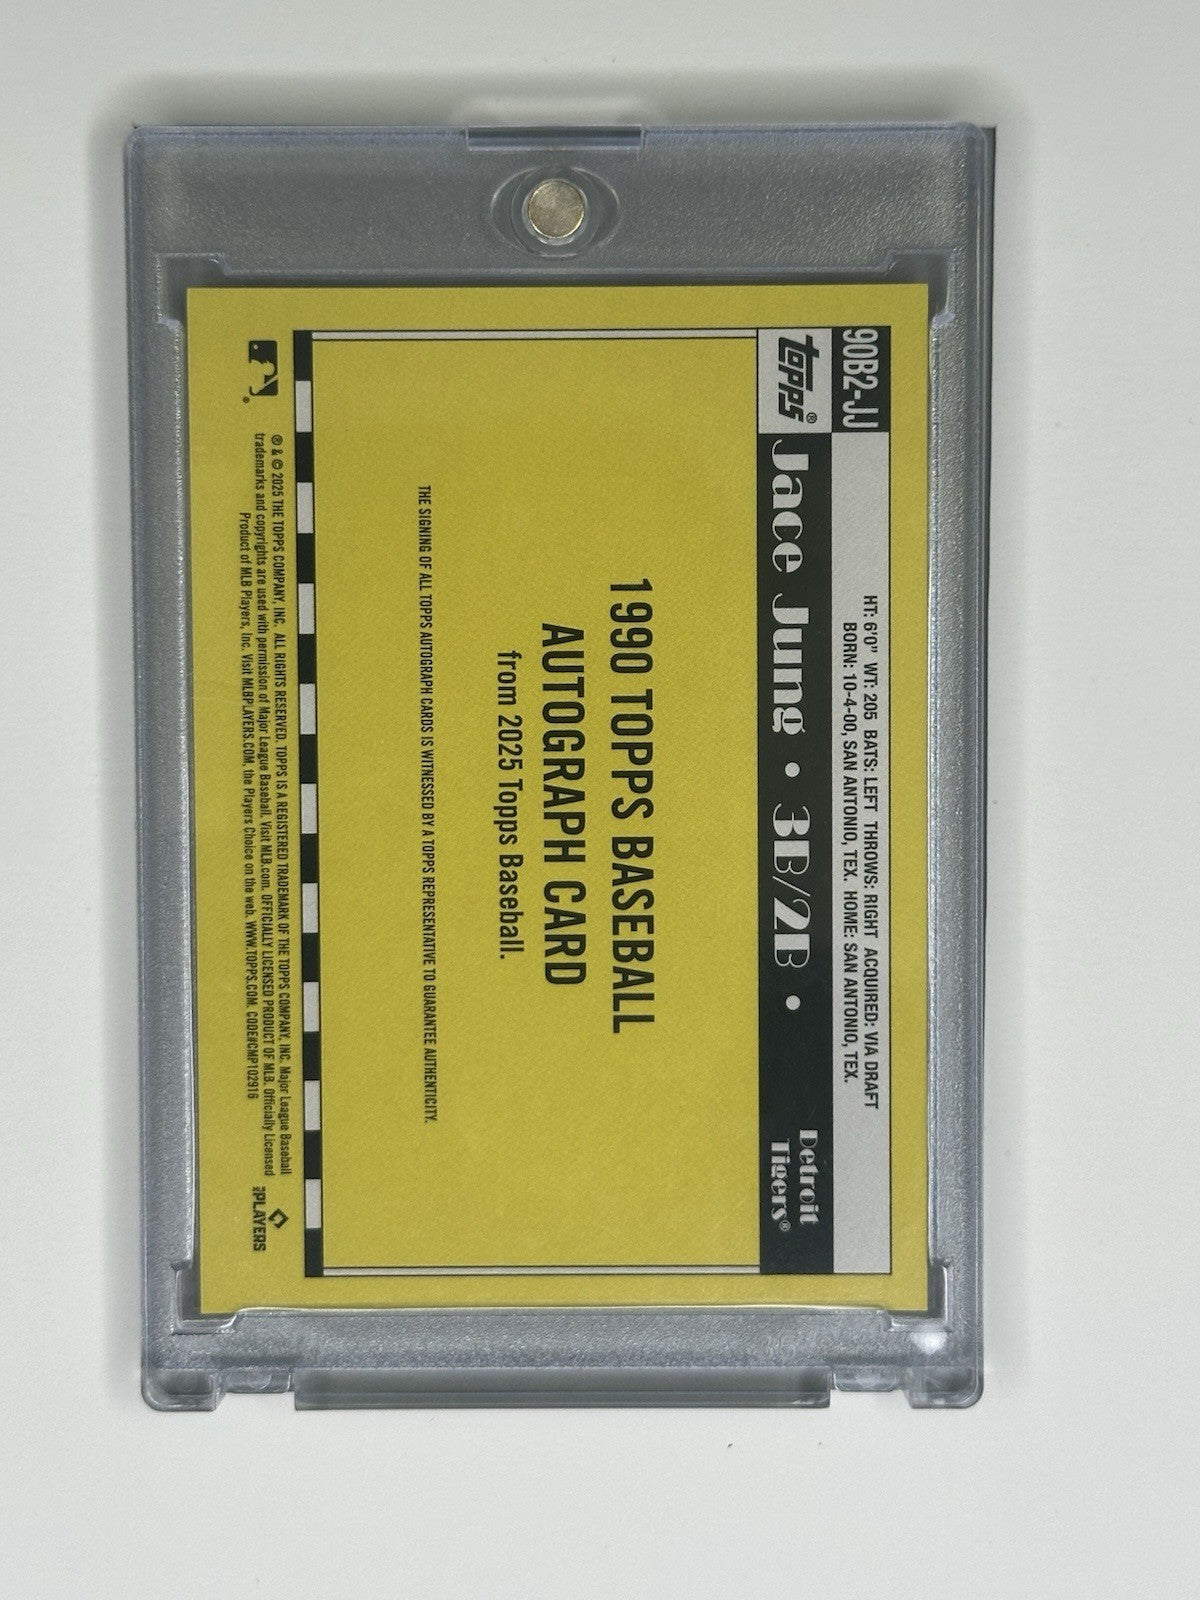 90B2-JJ
HT: 6'0" WT: 205 BATS: LEFT THROWS: RIGHT ACQUIRED: VIA DRAFT
BORN: 10-4-00, SAN ANTONIO, TEX. HOME: SAN ANTONIO, TEX.
topps®
Jace Jung • 3B/2B •
Detroit
Tigers®
1990 TOPPS BASEBALL
AUTOGRAPH CARD
from 2025 Topps Baseball.
THE SIGNING OF ALL TOPPS AUTOGRAPH CARDS IS WITNESSED BY A TOPPS REPRESENTATIVE TO GUARANTEE AUTHENTICITY.
® & © 2025 THE TOPPS COMPANY, INC. ALL RIGHTS RESERVED. TOPPS IS A REGISTERED TRADEMARK OF THE TOPPS COMPANY, INC. Major League Baseball
trademarks and copyrights are used with permission of Major League Baseball. Visit MLB.com. OFFICIALLY LICENSED PRODUCT OF MLB. Officially Licensed
Product of MLB Players, Inc. Visit MLBPLAYERS.COM, the Players Choice on the web. WWW.TOPPS.COM. CODE#CMP102916
MLB PLAYERS